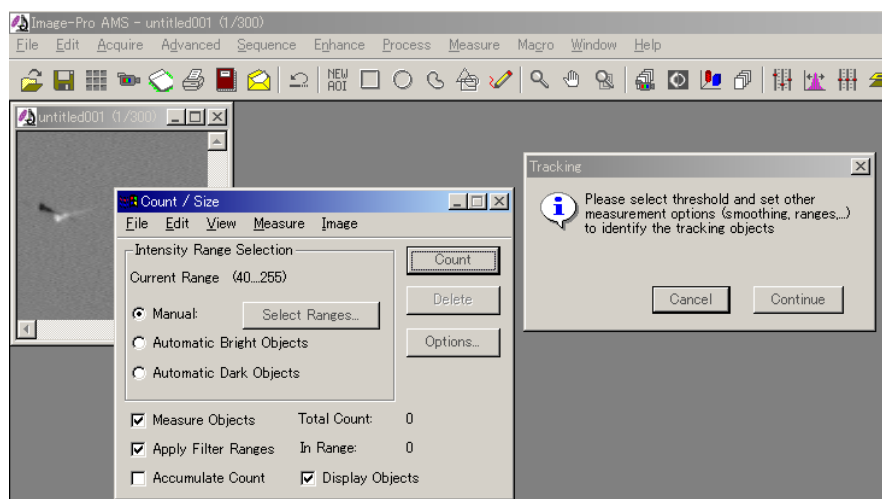 Image-Pro AMS - untitled001 (1/300)
File Edit Acquire Advanced Sequence Enhance Process Measure Macro Window Help
NEW AOI
untitled001 (1/300)
Count / Size
File Edit View Measure Image
Intensity Range Selection
Current Range (40...255)
Manual: Select Ranges...
Automatic Bright Objects
Automatic Dark Objects
Count
Delete
Options...
Measure Objects Total Count: 0
Apply Filter Ranges In Range: 0
Accumulate Count Display Objects
Tracking
Please select threshold and set other
measurement options (smoothing, ranges,..)
to identify the tracking objects
Cancel Continue